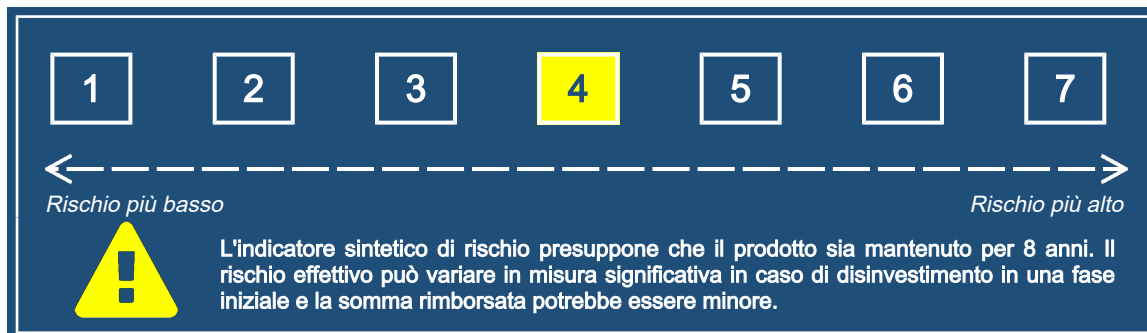 1 2 3 4 5 6 7
Rischio più basso Rischio più alto
L'indicatore sintetico di rischio presuppone che il prodotto sia mantenuto per 8 anni. Il
rischio effettivo può variare in misura significativa in caso di disinvestimento in una fase
iniziale e la somma rimborsata potrebbe essere minore.